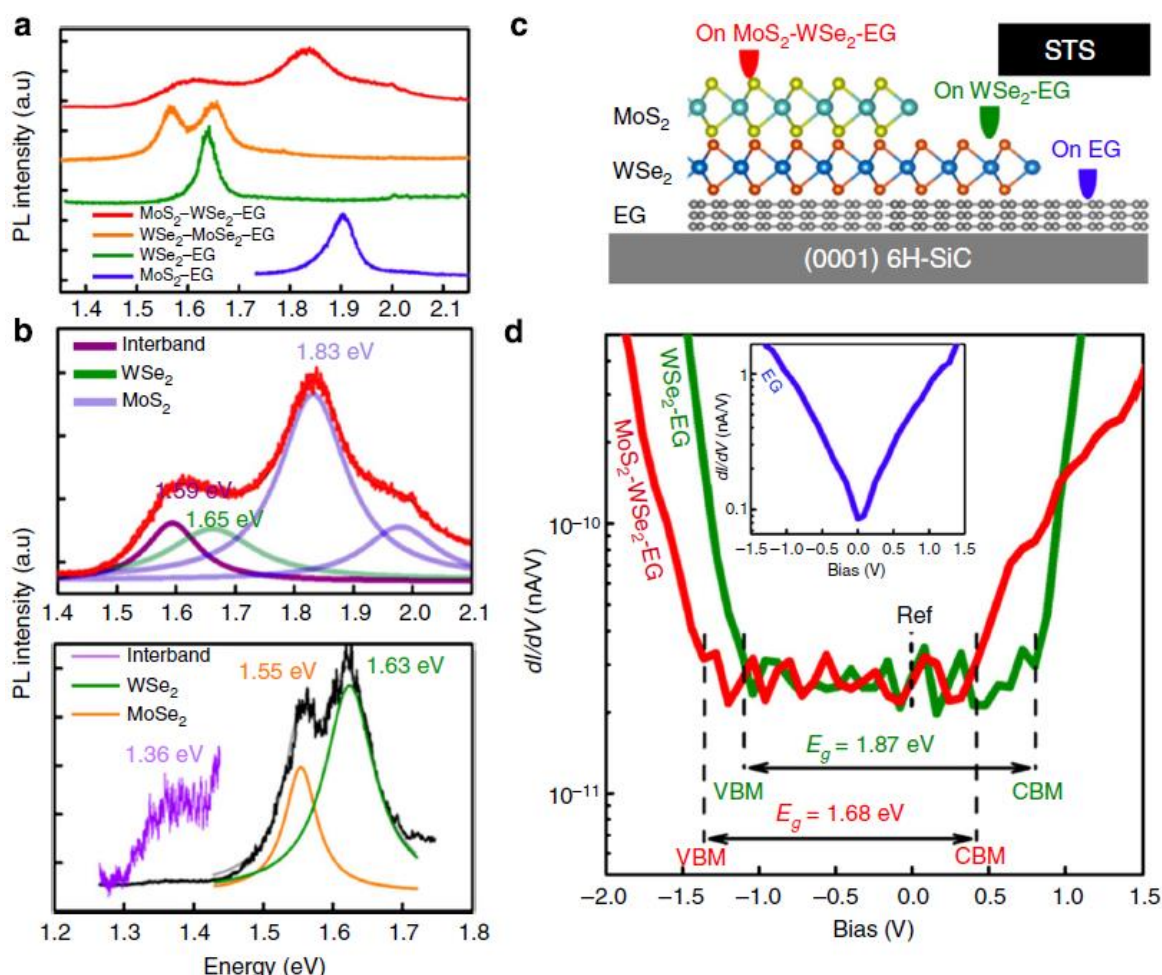 a
PL intensity (a.u)
MoS2–WSe2–EG
WSe2–MoSe2–EG
WSe2–EG
MoS2–EG
1.4 1.5 1.6 1.7 1.8 1.9 2.0 2.1
b
Interband
WSe2
MoS2
1.83 eV
1.59 eV
1.65 eV
1.4 1.5 1.6 1.7 1.8 1.9 2.0 2.1
PL intensity (a.u)
Interband
WSe2
MoSe2
1.55 eV
1.63 eV
1.36 eV
1.2 1.3 1.4 1.5 1.6 1.7 1.8
Energy (eV)
c
On MoS2-WSe2-EG
STS
On WSe2-EG
MoS2
On EG
WSe2
EG
(0001) 6H-SiC
d
dI/dV (nA/V)
10−10
10−11
MoS2-WSe2-EG
WSe2-EG
EG
dI/dV (nA/V)
1
0.1
−1.5 −1.0 −0.5 0.0 0.5 1.0 1.5
Bias (V)
Ref
Eg = 1.87 eV
VBM CBM
Eg = 1.68 eV
VBM CBM
−2.0 −1.5 −1.0 −0.5 0.0 0.5 1.0 1.5
Bias (V)